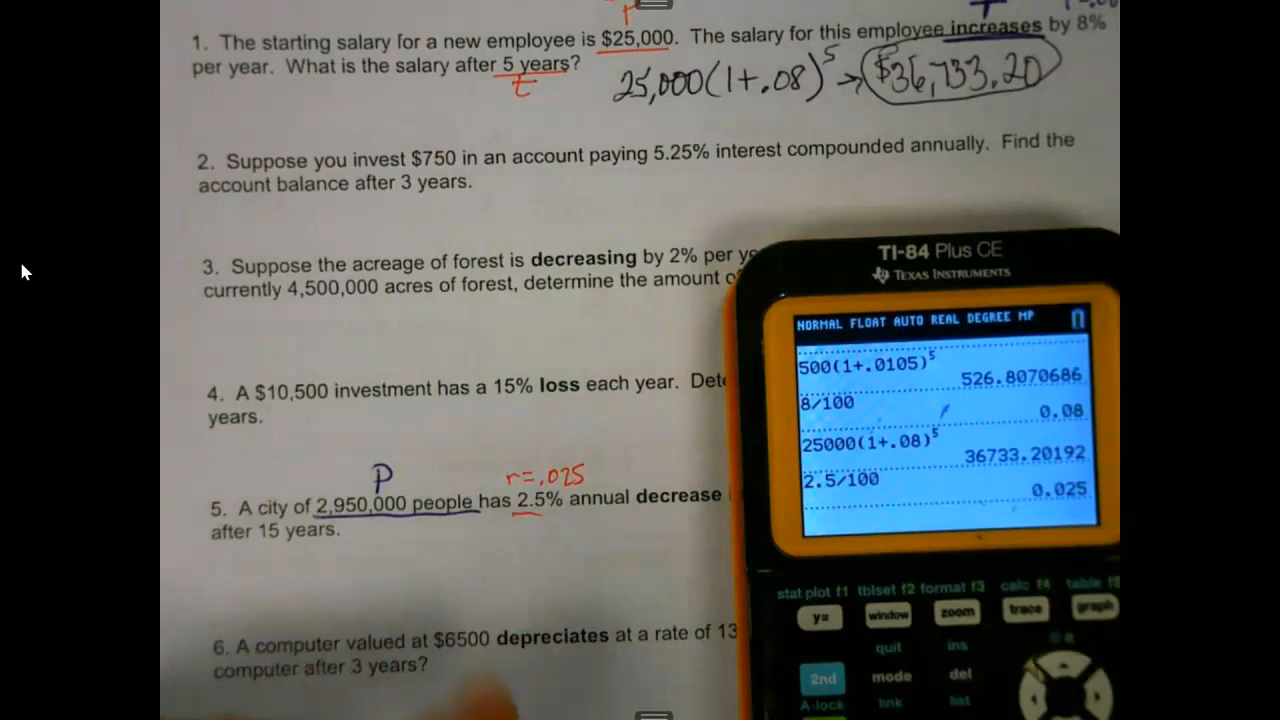 1. The starting salary for a new employee is $25,000. The salary for this employee increases by 8%
per year. What is the salary after 5 years?
t
25,000(1+.08)^5 → $36,733.20
2. Suppose you invest $750 in an account paying 5.25% interest compounded annually. Find the
account balance after 3 years.
3. Suppose the acreage of forest is decreasing by 2% per
currently 4,500,000 acres of forest, determine the amount
4. A $10,500 investment has a 15% loss each year.
years.
P
r=.025
5. A city of 2,950,000 people has 2.5% annual decrease
after 15 years.
6. A computer valued at $6500 depreciates at a rate of 13
computer after 3 years?
TI-84 Plus CE
TEXAS INSTRUMENTS
NORMAL FLOAT AUTO REAL DEGREE MP
500(1+.0105)^5
526.8070686
8/100
0.08
25000(1+.08)^5
36733.20192
2.5/100
0.025
stat plot f1 tblset f2 format f3 calc f4 table f5
y= window zoom trace graph
quit ins
2nd mode del
A-lock link list